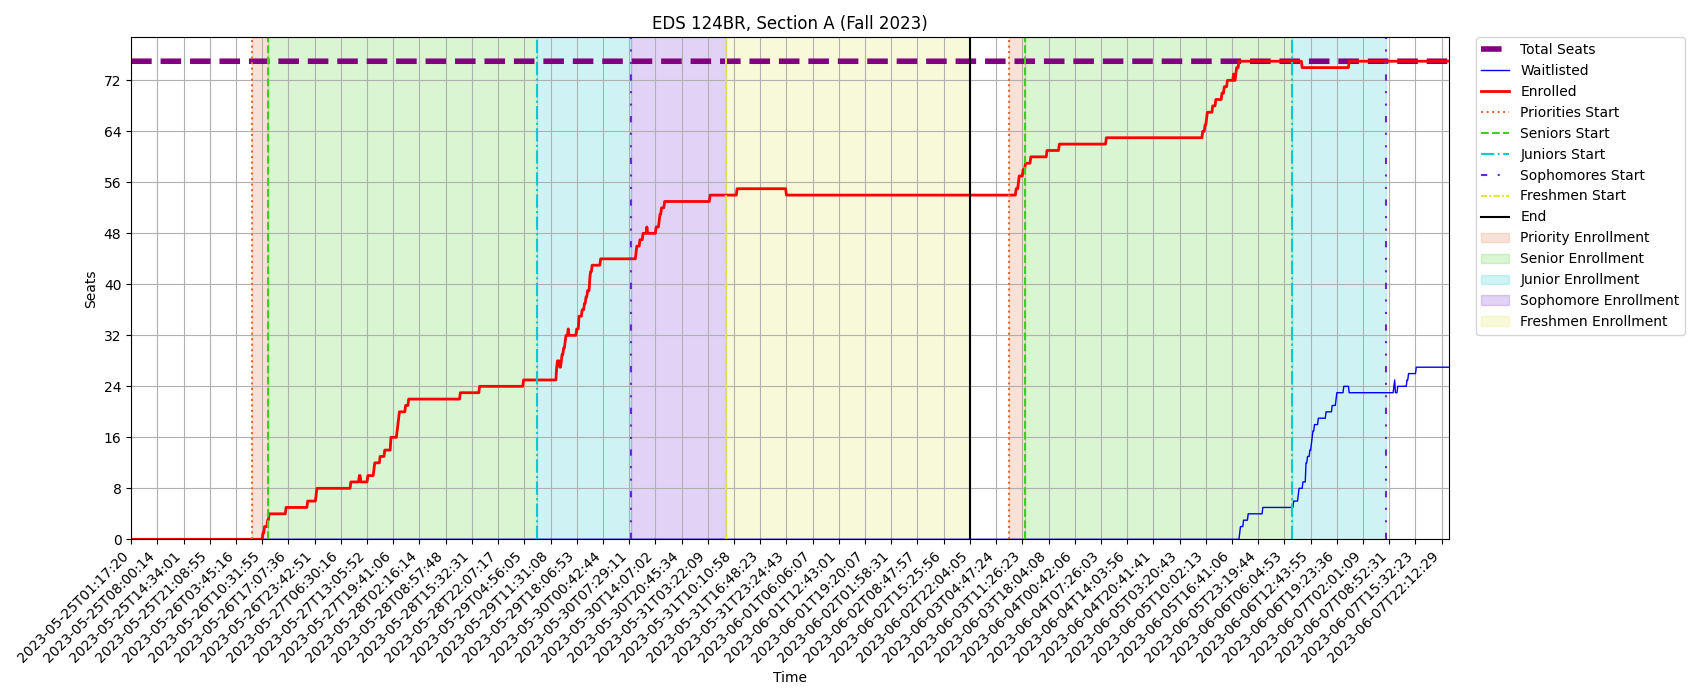 EDS 124BR, Section A (Fall 2023)
Total Seats
Waitlisted
Enrolled
Priorities Start
Seniors Start
Juniors Start
Sophomores Start
Freshmen Start
End
Priority Enrollment
Senior Enrollment
Junior Enrollment
Sophomore Enrollment
Freshmen Enrollment
Seats
72
64
56
48
40
32
24
16
8
0
2023-05-25T01:17:20
2023-05-25T08:00:14
2023-05-25T14:34:01
2023-05-25T21:08:55
2023-05-26T03:45:16
2023-05-26T10:31:55
2023-05-26T17:07:36
2023-05-26T23:42:51
2023-05-27T06:30:16
2023-05-27T13:05:52
2023-05-27T19:41:06
2023-05-28T02:16:14
2023-05-28T08:57:48
2023-05-28T15:32:31
2023-05-28T22:07:17
2023-05-29T04:56:05
2023-05-29T11:31:08
2023-05-29T18:06:53
2023-05-30T00:42:44
2023-05-30T07:29:11
2023-05-30T14:07:02
2023-05-30T20:45:34
2023-05-31T03:22:09
2023-05-31T10:10:58
2023-05-31T16:48:23
2023-05-31T23:24:43
2023-06-01T06:06:07
2023-06-01T12:43:01
2023-06-01T19:20:07
2023-06-02T01:58:31
2023-06-02T08:47:57
2023-06-02T15:25:56
2023-06-02T22:04:05
2023-06-03T04:47:24
2023-06-03T11:26:23
2023-06-03T18:04:08
2023-06-04T00:42:06
2023-06-04T07:26:03
2023-06-04T14:03:56
2023-06-04T20:41:41
2023-06-05T03:20:43
2023-06-05T10:02:13
2023-06-05T16:41:06
2023-06-05T23:19:44
2023-06-06T06:04:53
2023-06-06T12:43:55
2023-06-06T19:23:36
2023-06-07T02:01:09
2023-06-07T08:52:31
2023-06-07T15:32:23
2023-06-07T22:12:29
Time